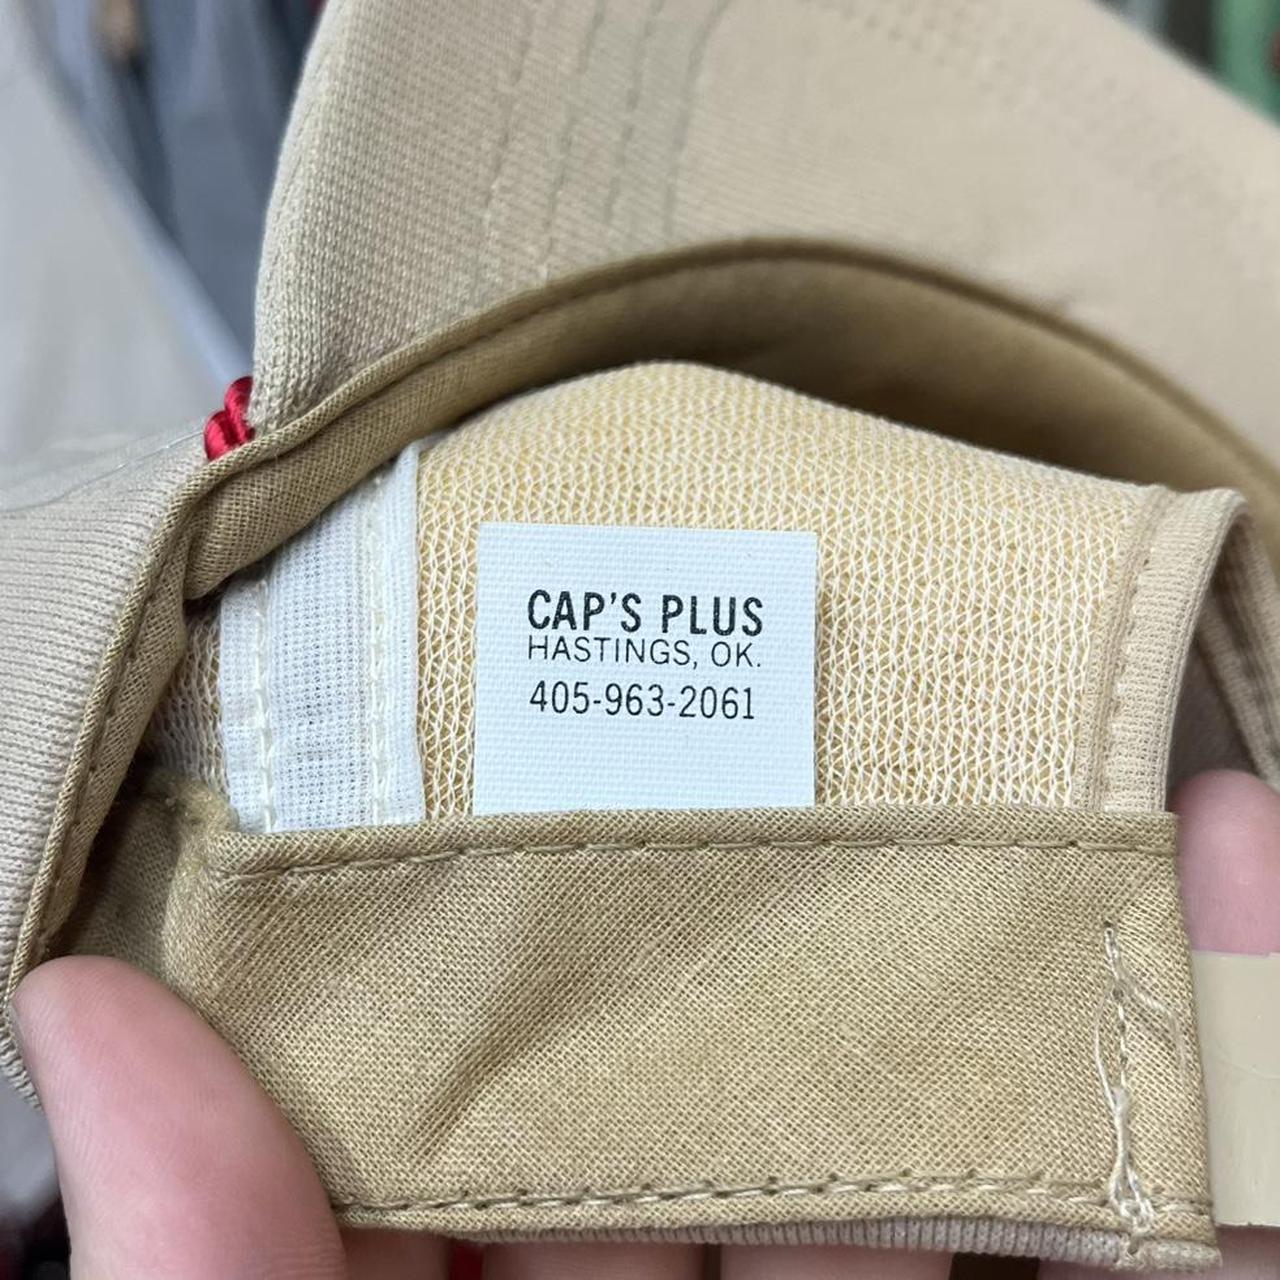 CAP'S PLUS
HASTINGS, OK.
405-963-2061